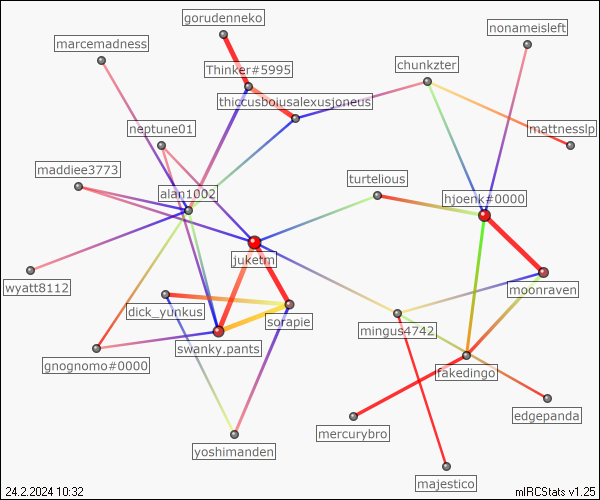 gorudenneko
nonameisleft
marcemadness
chunkzter
Thinker#5995
thiccusboiusalexusjoneus
neptune01
mattnesslp
maddiee3773
turtelious
alan1002
hjoenk#0000
juketm
wyatt8112
moonraven
dick_yunkus
sorapie
mingus4742
swanky.pants
gnognomo#0000
fakedingo
edgepanda
mercurybro
yoshimanden
majestico
24.2.2024 10:32
mIRCStats v1.25